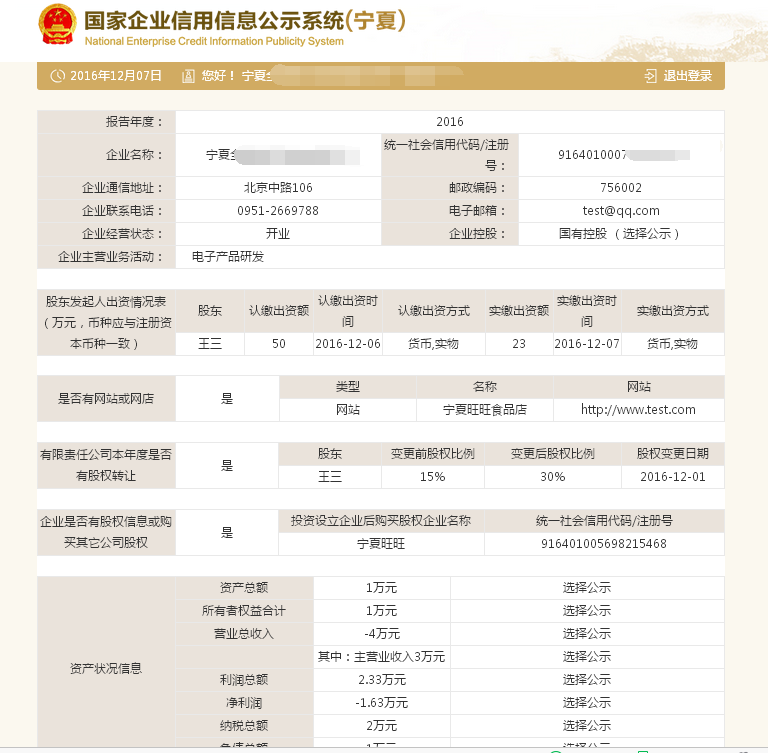 国家企业信用信息公示系统(宁夏)
National Enterprise Credit Information Publicity System
2016年12月07日 您好！ 宁夏 退出登录
报告年度： 2016
企业名称： 宁夏 统一社会信用代码/注册号： 9164010007
企业通信地址： 北京中路106 邮政编码： 756002
企业联系电话： 0951-2669788 电子邮箱： test@qq.com
企业经营状态： 开业 企业控股： 国有控股 （ 选择公示 ）
企业主营业务活动： 电子产品研发
股东发起人出资情况表（万元，币种应与注册资本币种一致 ） 股东 认缴出资额 认缴出资时间 认缴出资方式 实缴出资额 实缴出资时间 实缴出资方式
王三 50 2016-12-06 货币,实物 23 2016-12-07 货币,实物
是否有网站或网店 是 类型 名称 网站
网站 宁夏旺旺食品店 http://www.test.com
有限责任公司本年度是否有股权转让 是 股东 变更前股权比例 变更后股权比例 股权变更日期
王三 15% 30% 2016-12-01
企业是否有股权信息或购买其它公司股权 是 投资设立企业后购买股权企业名称 统一社会信用代码/注册号
宁夏旺旺 916401005698215468
资产状况信息 资产总额 1万元 选择公示
所有者权益合计 1万元 选择公示
营业总收入 -4万元 选择公示
其中：主营业收入3万元 选择公示
利润总额 2.33万元 选择公示
净利润 -1.63万元 选择公示
纳税总额 2万元 选择公示